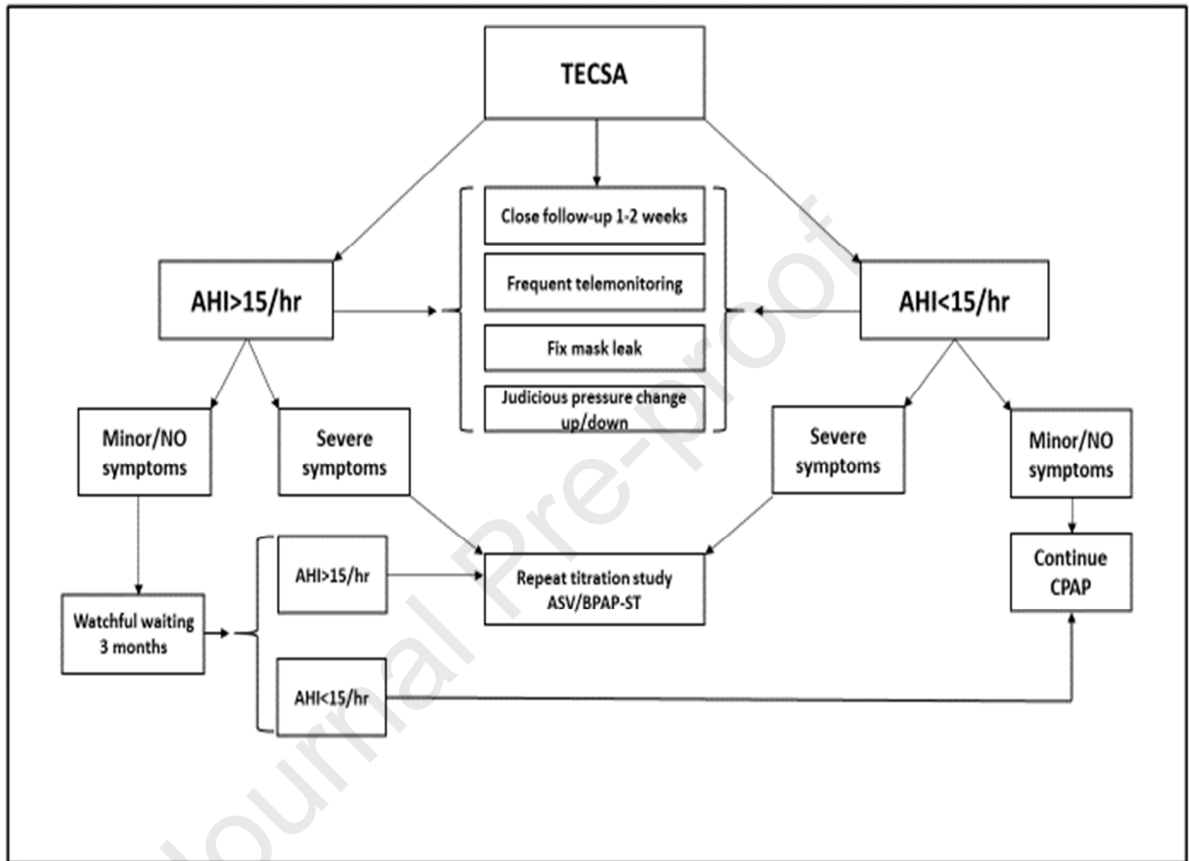 TECSA
Close follow-up 1-2 weeks
Frequent telemonitoring
Fix mask leak
Judicious pressure change
up/down
AHI>15/hr
AHI<15/hr
Minor/NO
symptoms
Severe
symptoms
Severe
symptoms
Minor/NO
symptoms
Watchful waiting
3 months
AHI>15/hr
AHI<15/hr
Repeat titration study
ASV/BPAP-ST
Continue
CPAP
Journal Pre-proof